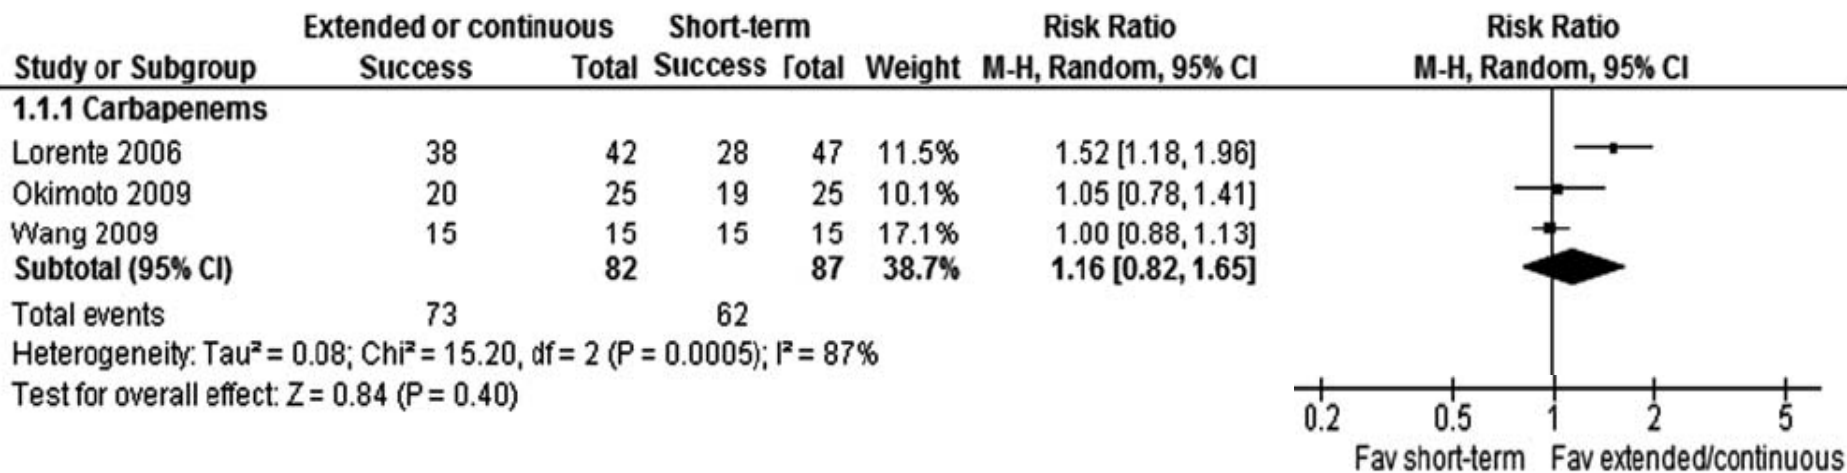 Extended or continuous Short-term Risk Ratio Risk Ratio
Study or Subgroup Success Total Success Total Weight M-H, Random, 95% CI M-H, Random, 95% CI
1.1.1 Carbapenems
Lorente 2006 38 42 28 47 11.5% 1.52 [1.18, 1.96]
Okimoto 2009 20 25 19 25 10.1% 1.05 [0.78, 1.41]
Wang 2009 15 15 15 15 17.1% 1.00 [0.88, 1.13]
Subtotal (95% CI) 82 87 38.7% 1.16 [0.82, 1.65]
Total events 73 62
Heterogeneity: Tau² = 0.08; Chi² = 15.20, df = 2 (P = 0.0005); I² = 87%
Test for overall effect: Z = 0.84 (P = 0.40)
0.2 0.5 1 2 5
Fav short-term Fav extended/continuous